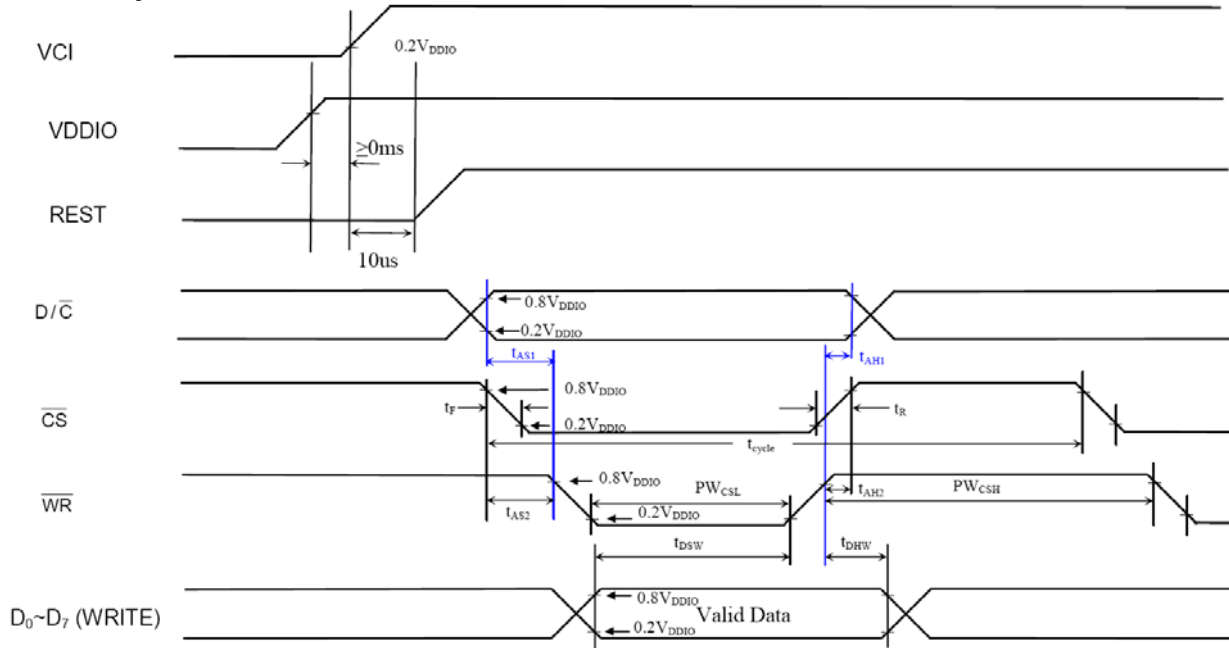 VCI
0.2VDDIO
VDDIO
≥0ms
REST
10us
D/C̅
0.8VDDIO
0.2VDDIO
tAS1
tAH1
C̅S̅
tF
0.8VDDIO
0.2VDDIO
tR
tcycle
W̅R̅
0.8VDDIO
PWCSL
tAH2
PWCSH
tAS2
0.2VDDIO
tDSW
tDHW
D0~D7 (WRITE)
0.8VDDIO
Valid Data
0.2VDDIO